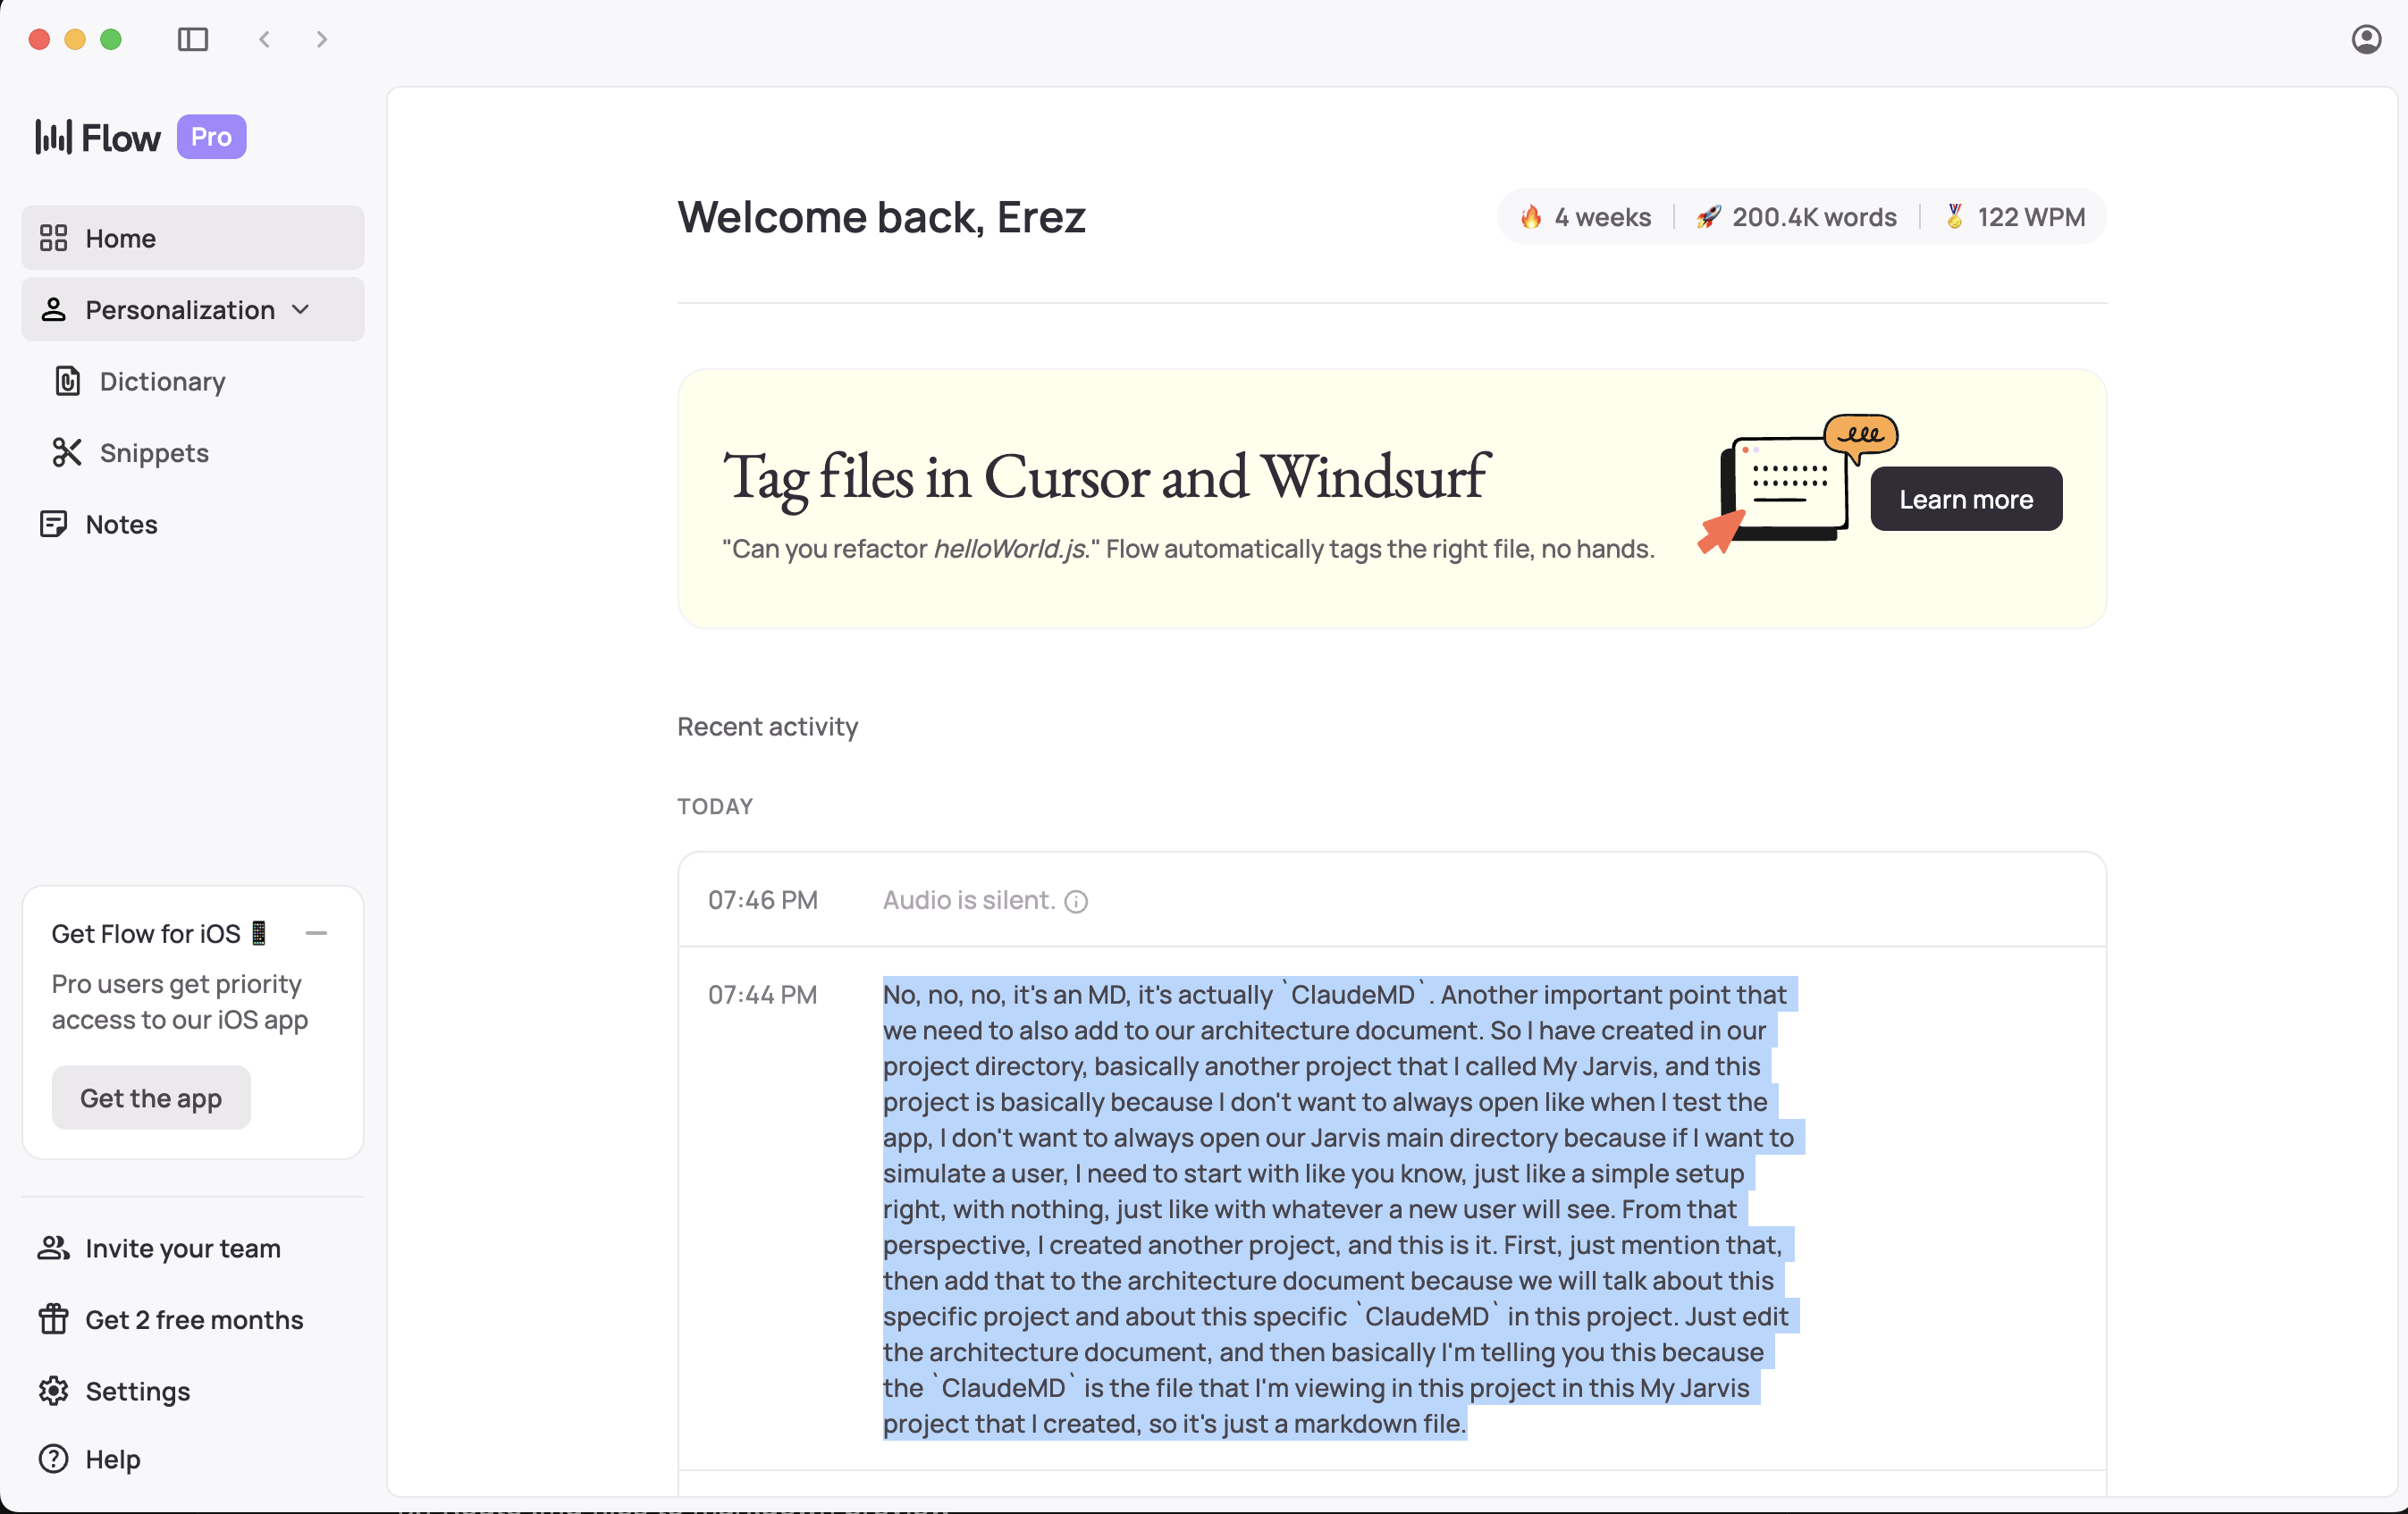 Flow Pro
Home
Personalization
Dictionary
Snippets
Notes
Get Flow for iOS
Pro users get priority
access to our iOS app
Get the app
Invite your team
Get 2 free months
Settings
Help
Welcome back, Erez
4 weeks
200.4K words
122 WPM
Tag files in Cursor and Windsurf
"Can you refactor helloWorld.js." Flow automatically tags the right file, no hands.
Learn more
Recent activity
TODAY
07:46 PM
Audio is silent.
07:44 PM
No, no, no, it's an MD, it's actually `ClaudeMD`. Another important point that
we need to also add to our architecture document. So I have created in our
project directory, basically another project that I called My Jarvis, and this
project is basically because I don't want to always open like when I test the
app, I don't want to always open our Jarvis main directory because if I want to
simulate a user, I need to start with like you know, just like a simple setup
right, with nothing, just like with whatever a new user will see. From that
perspective, I created another project, and this is it. First, just mention that,
then add that to the architecture document because we will talk about this
specific project and about this specific `ClaudeMD` in this project. Just edit
the architecture document, and then basically I'm telling you this because
the `ClaudeMD` is the file that I'm viewing in this project in this My Jarvis
project that I created, so it's just a markdown file.